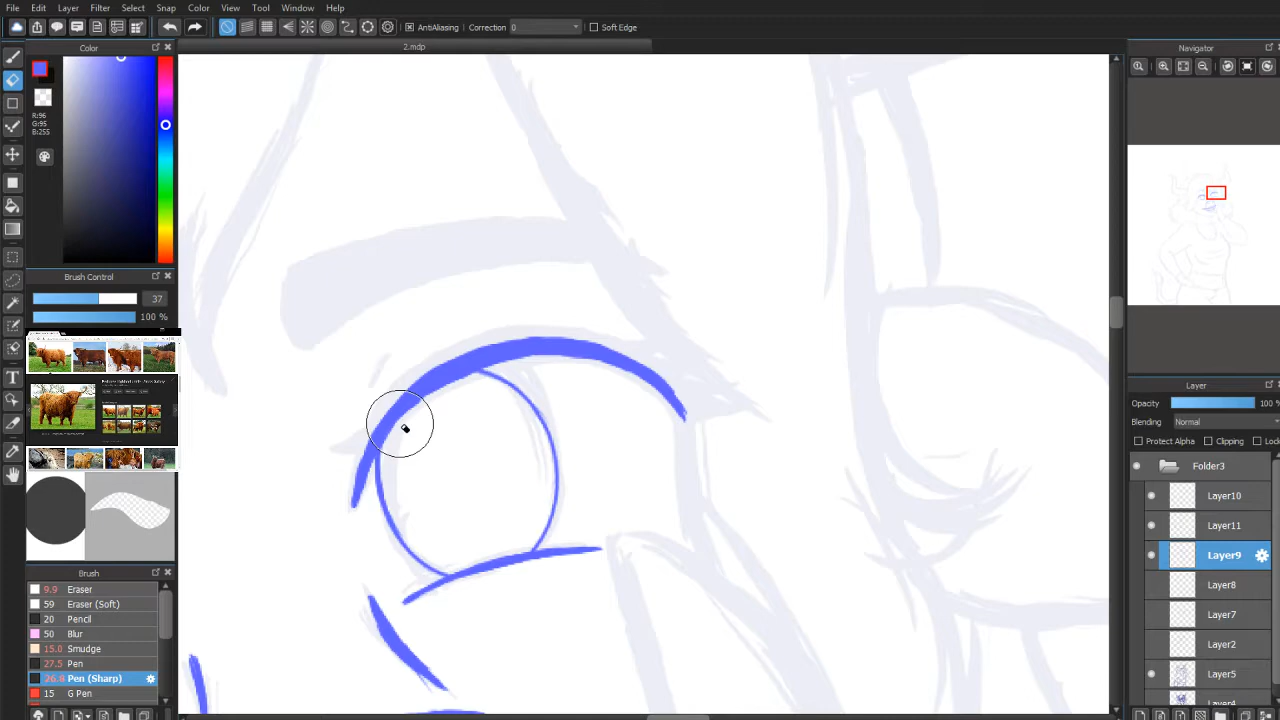 File Edit Layer Filter Select Snap Color View Tool Window Help
AntiAliasing Correction 0 Soft Edge
2.mdp
Color
R:96
G:95
B:255
Brush Control
37
100 %
Brush
9.9 Eraser
59 Eraser (Soft)
20 Pencil
50 Blur
15.0 Smudge
27.5 Pen
26.8 Pen (Sharp)
15 G Pen
Navigator
Layer
Opacity 100 %
Blending Normal
Protect Alpha Clipping Lock
Folder3
Layer10
Layer11
Layer9
Layer8
Layer7
Layer2
Layer5
Layer4